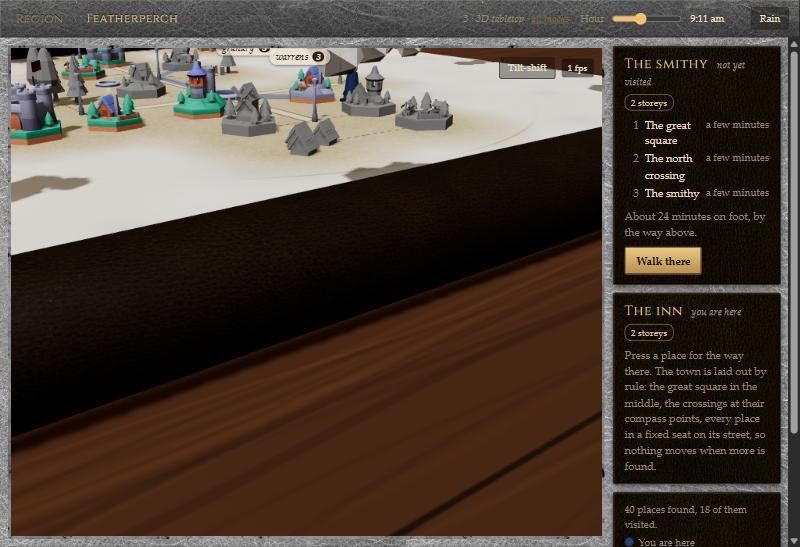 Region Featherperch The sewers 3 · 3D tabletop · all mocks Hour 9:11 am Rain
granary
warrens 3
Tilt-shift 1 fps
The smithy not yet visited
2 storeys
1 The great square a few minutes
2 The north crossing a few minutes
3 The smithy a few minutes
About 24 minutes on foot, by
the way above.
Walk there
The inn you are here
2 storeys
Press a place for the way
there. The town is laid out by
rule: the great square in the
middle, the crossings at their
compass points, every place
in a fixed seat on its street, so
nothing moves when more is
found.
40 places found, 18 of them
visited.
You are here